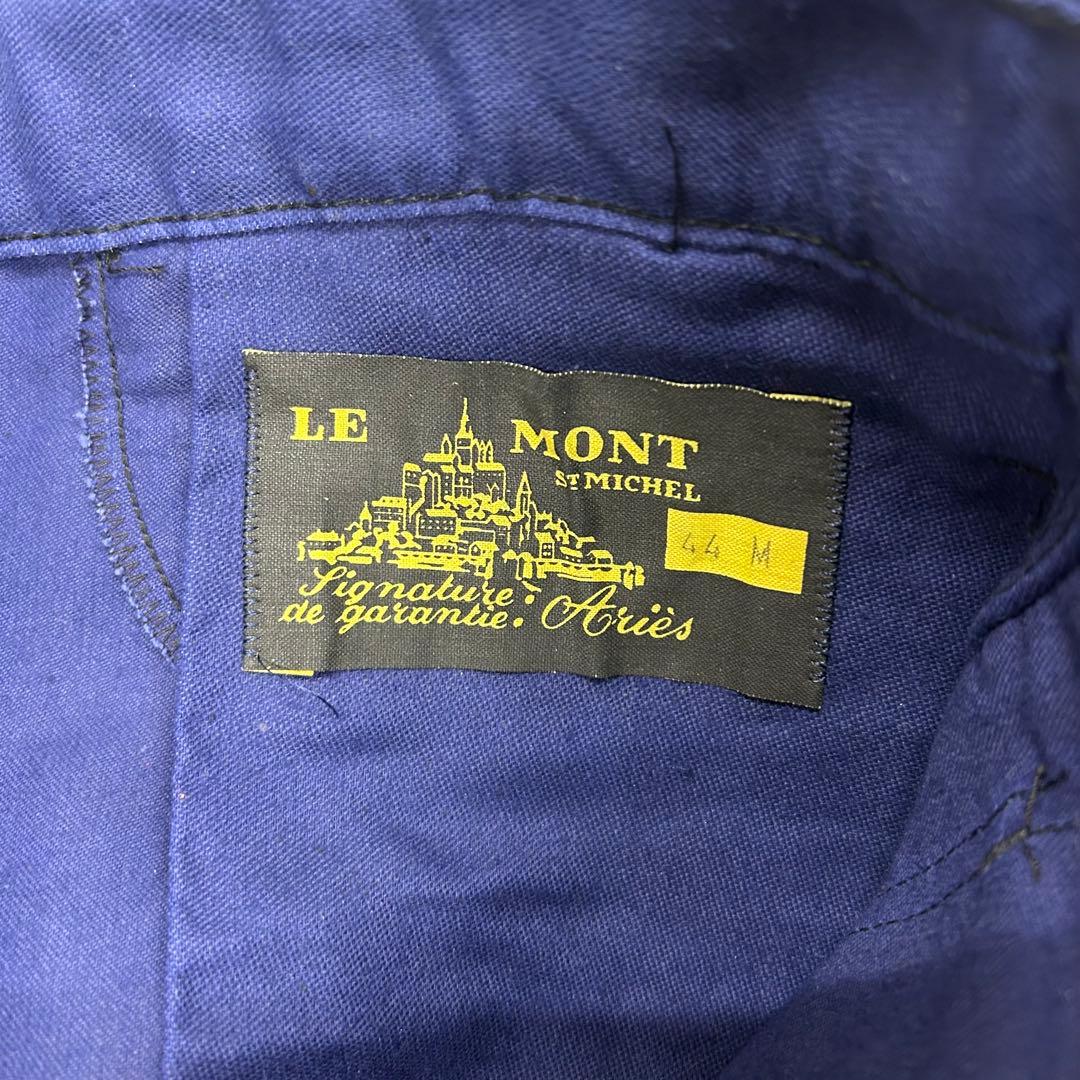 LE MONT
ST MICHEL
44 M
Signature:
de garantie: Ariès